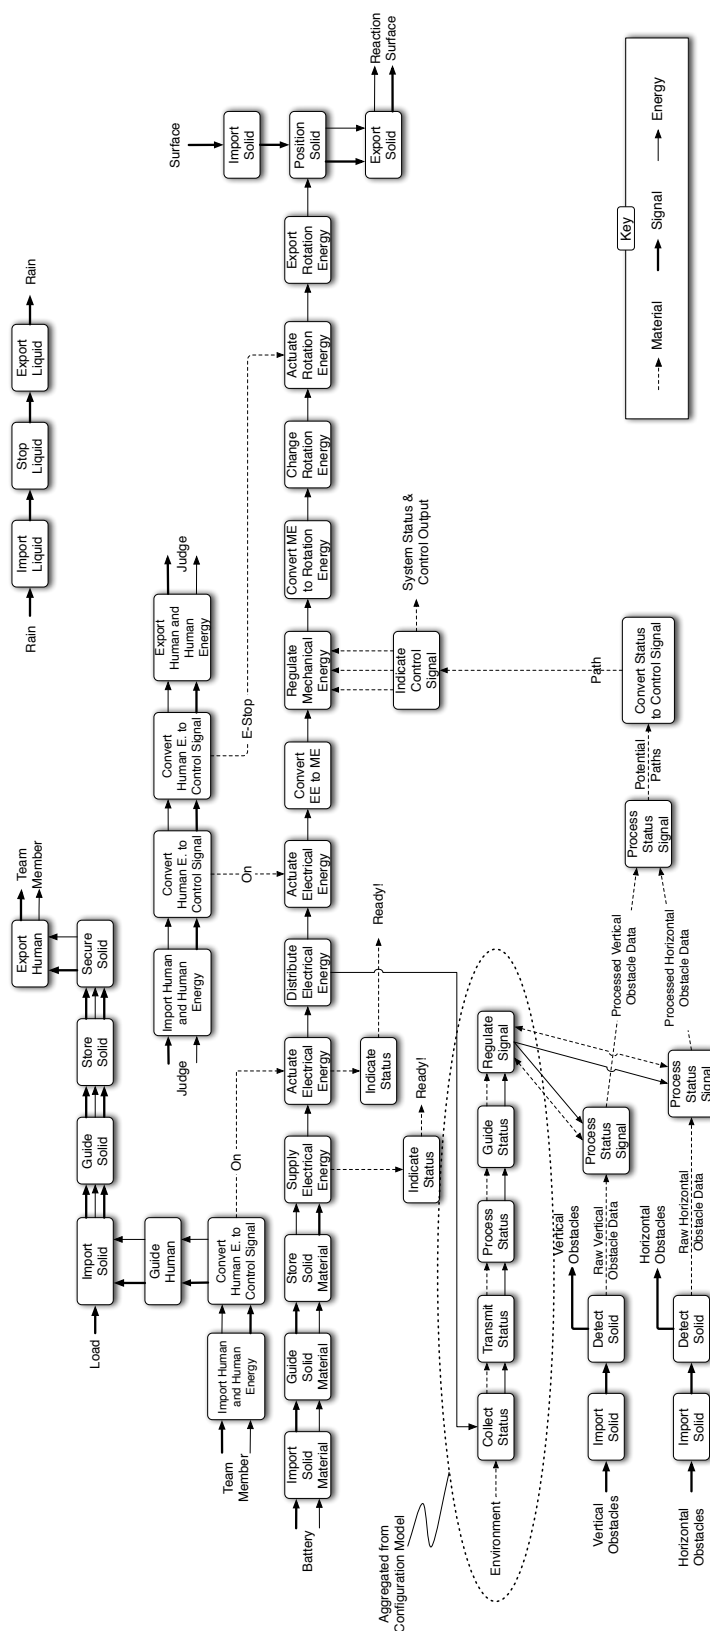 Rain
Import
Liquid
Stop
Liquid
Export
Liquid
Rain
Load
Import
Solid
Guide
Solid
Store
Solid
Secure
Solid
Export
Human
Team
Member
Guide
Human
Judge
Import Human
and Human
Energy
Convert
Human E. to
Control Signal
Convert
Human E. to
Control Signal
Export
Human and
Human
Energy
Judge
Team
Member
Import Human
and Human
Energy
Convert
Human E. to
Control Signal
On
On
E-Stop
Battery
Import
Solid
Material
Guide
Solid
Material
Store
Solid
Material
Supply
Electrical
Energy
Actuate
Electrical
Energy
Distribute
Electrical
Energy
Actuate
Electrical
Energy
Convert
EE to ME
Regulate
Mechanical
Energy
Convert ME
to Rotation
Energy
Change
Rotation
Energy
Actuate
Rotation
Energy
Export
Rotation
Energy
Surface
Import
Solid
Position
Solid
Export
Solid
Reaction
Surface
Indicate
Status
Ready!
Indicate
Status
Ready!
Indicate
Control
Signal
System Status &
Control Output
Path
Aggregated from
Configuration Model
Environment
Collect
Status
Transmit
Status
Process
Status
Guide
Status
Regulate
Signal
Vertical
Obstacles
Import
Solid
Detect
Solid
Vertical
Obstacles
Raw Vertical
Obstacle Data
Process
Status
Signal
Processed Vertical
Obstacle Data
Horizontal
Obstacles
Import
Solid
Detect
Solid
Horizontal
Obstacles
Raw Horizontal
Obstacle Data
Process
Status
Signal
Processed Horizontal
Obstacle Data
Process
Status
Signal
Potential
Paths
Convert Status
to Control Signal
Key
Material
Signal
Energy